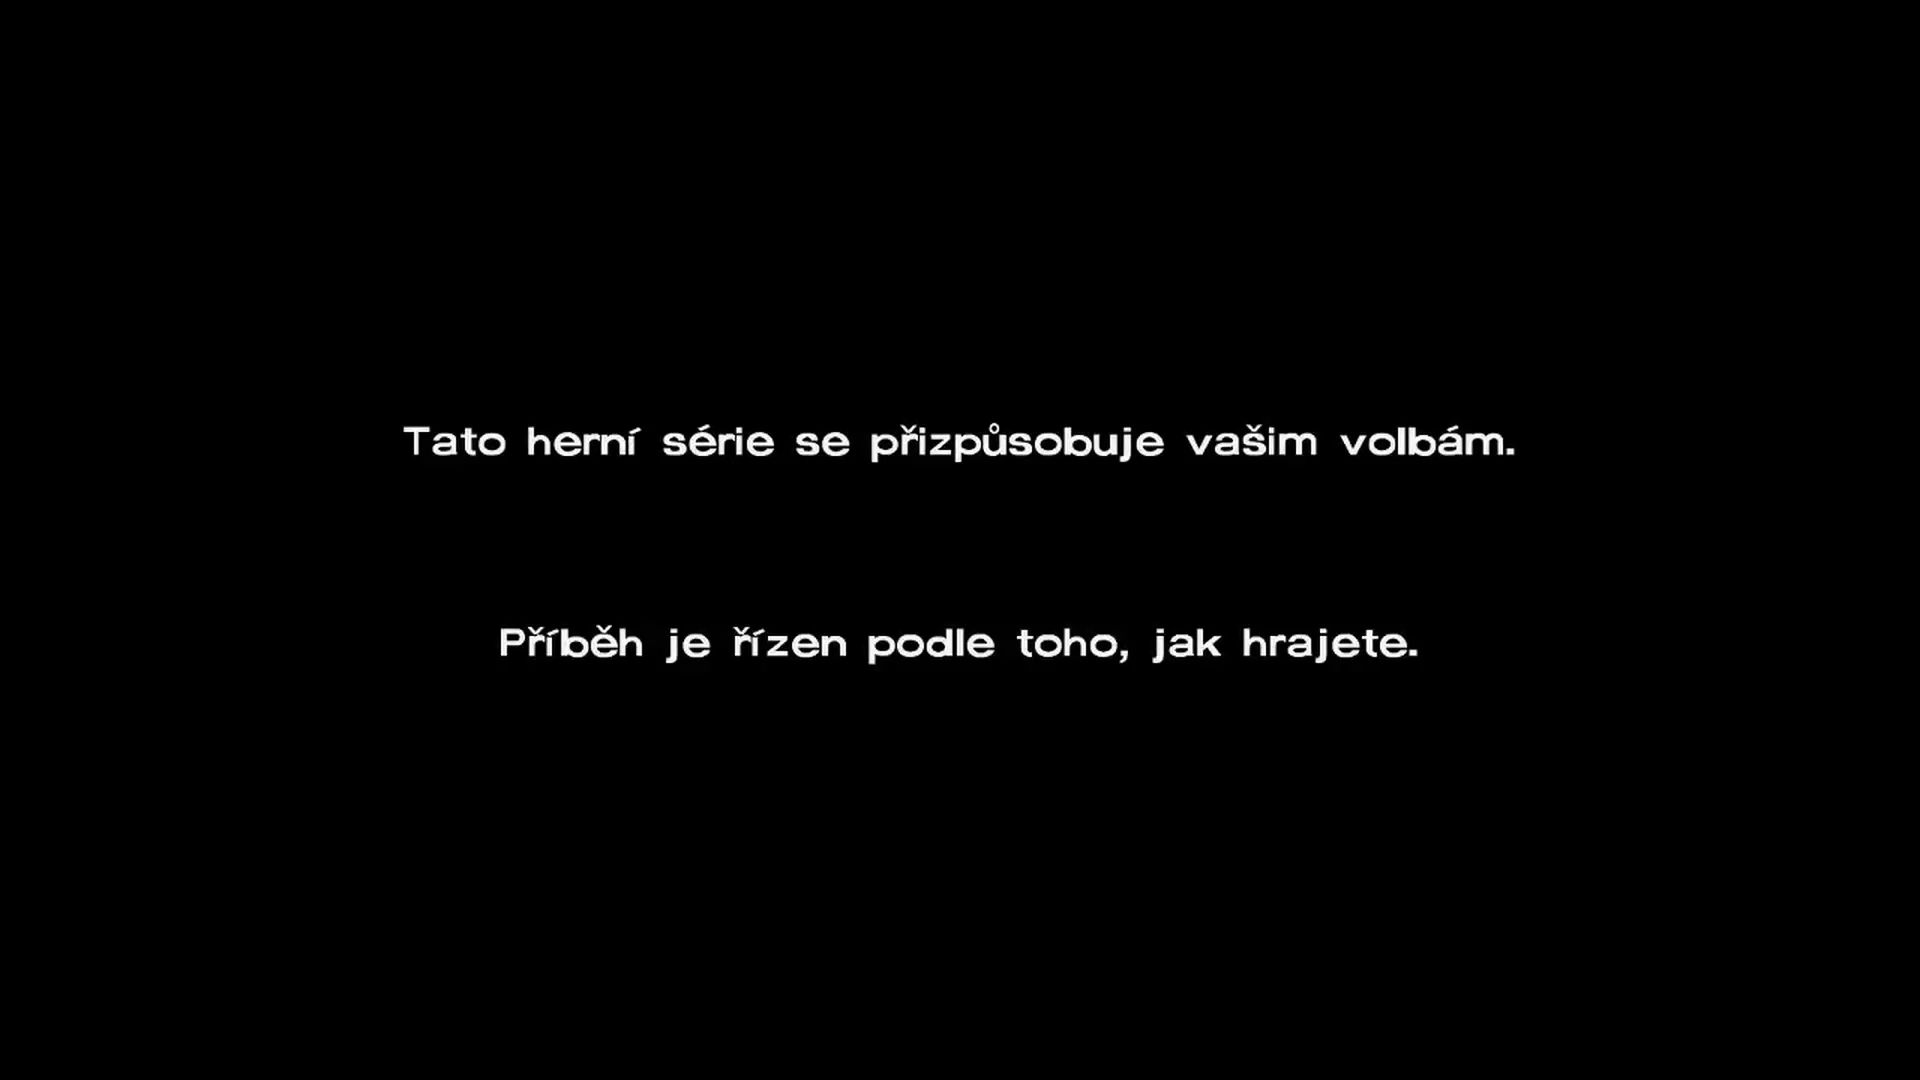 Tato herní série se přizpůsobuje vašim volbám.
Příběh je řízen podle toho, jak hrajete.